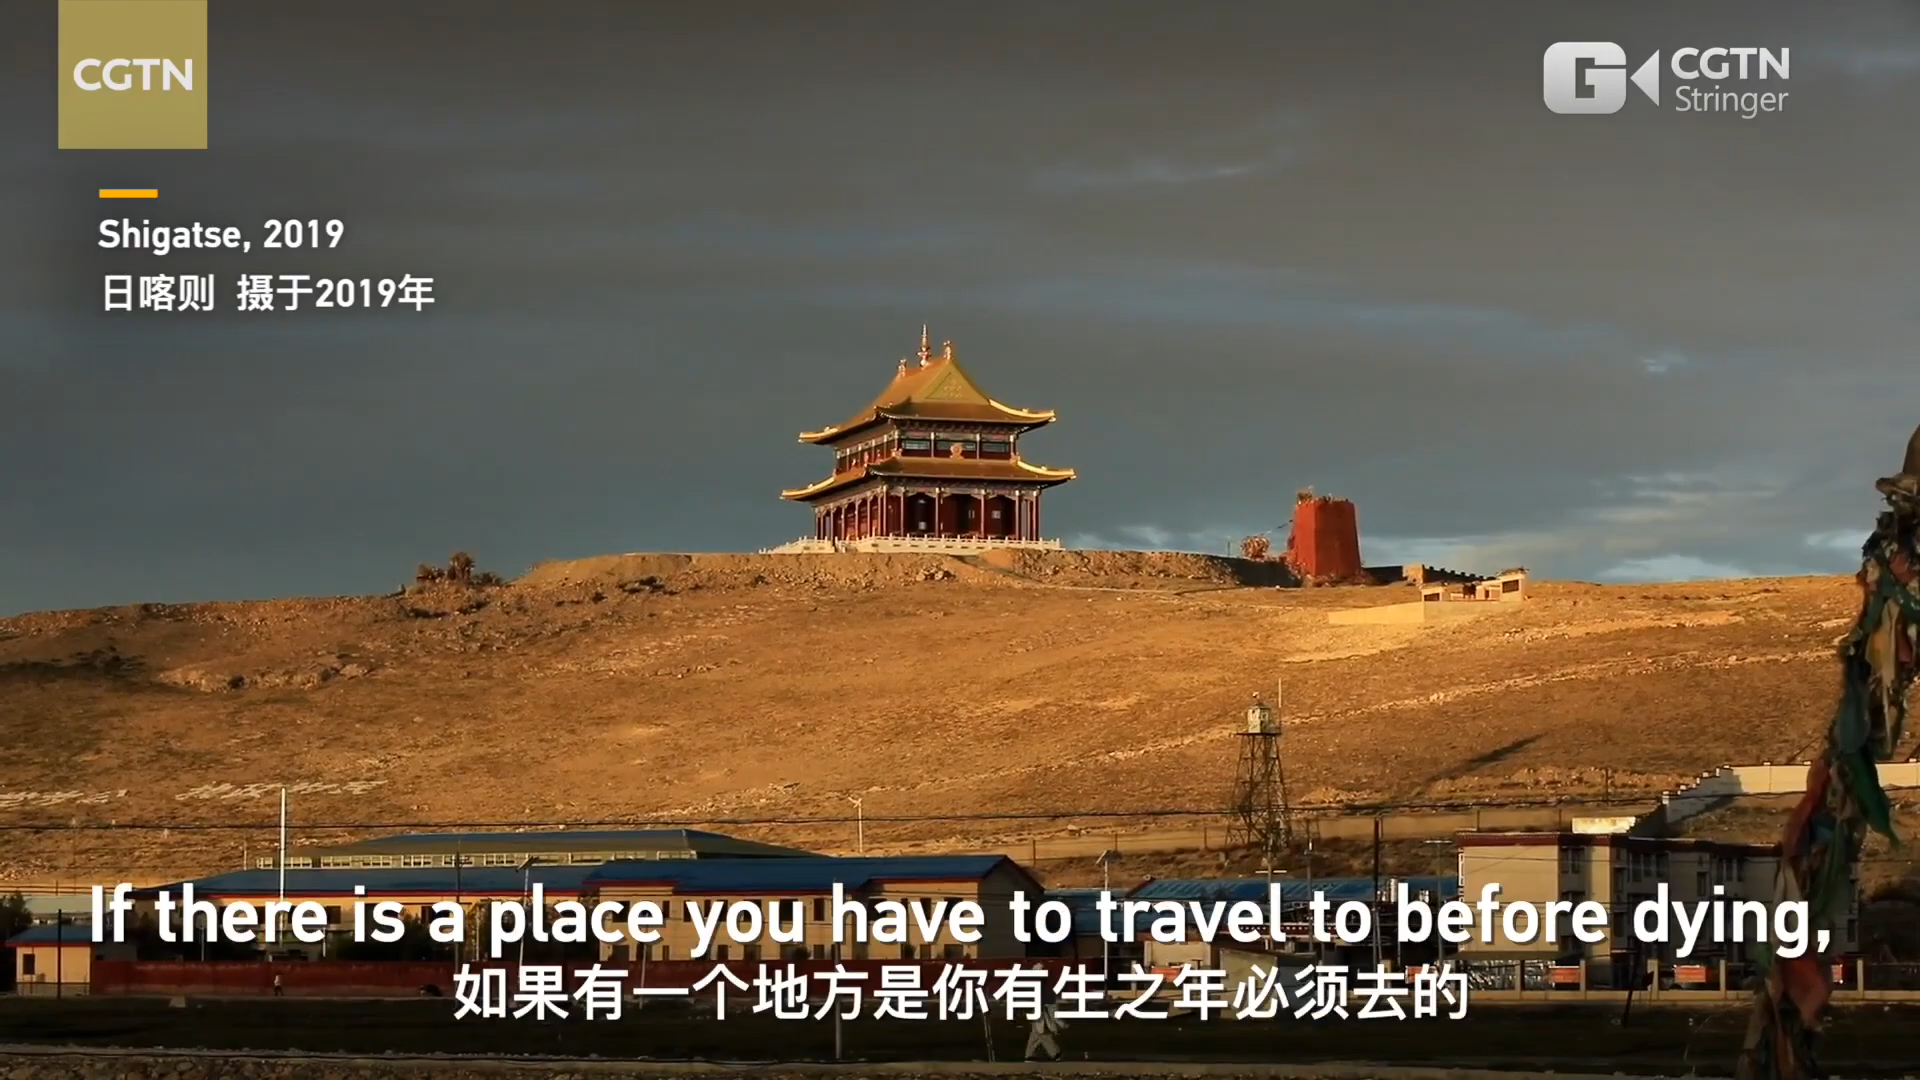 CGTN
CGTN
Stringer
Shigatse, 2019
日喀则 摄于2019年
If there is a place you have to travel to before dying,
如果有一个地方是你有生之年必须去的